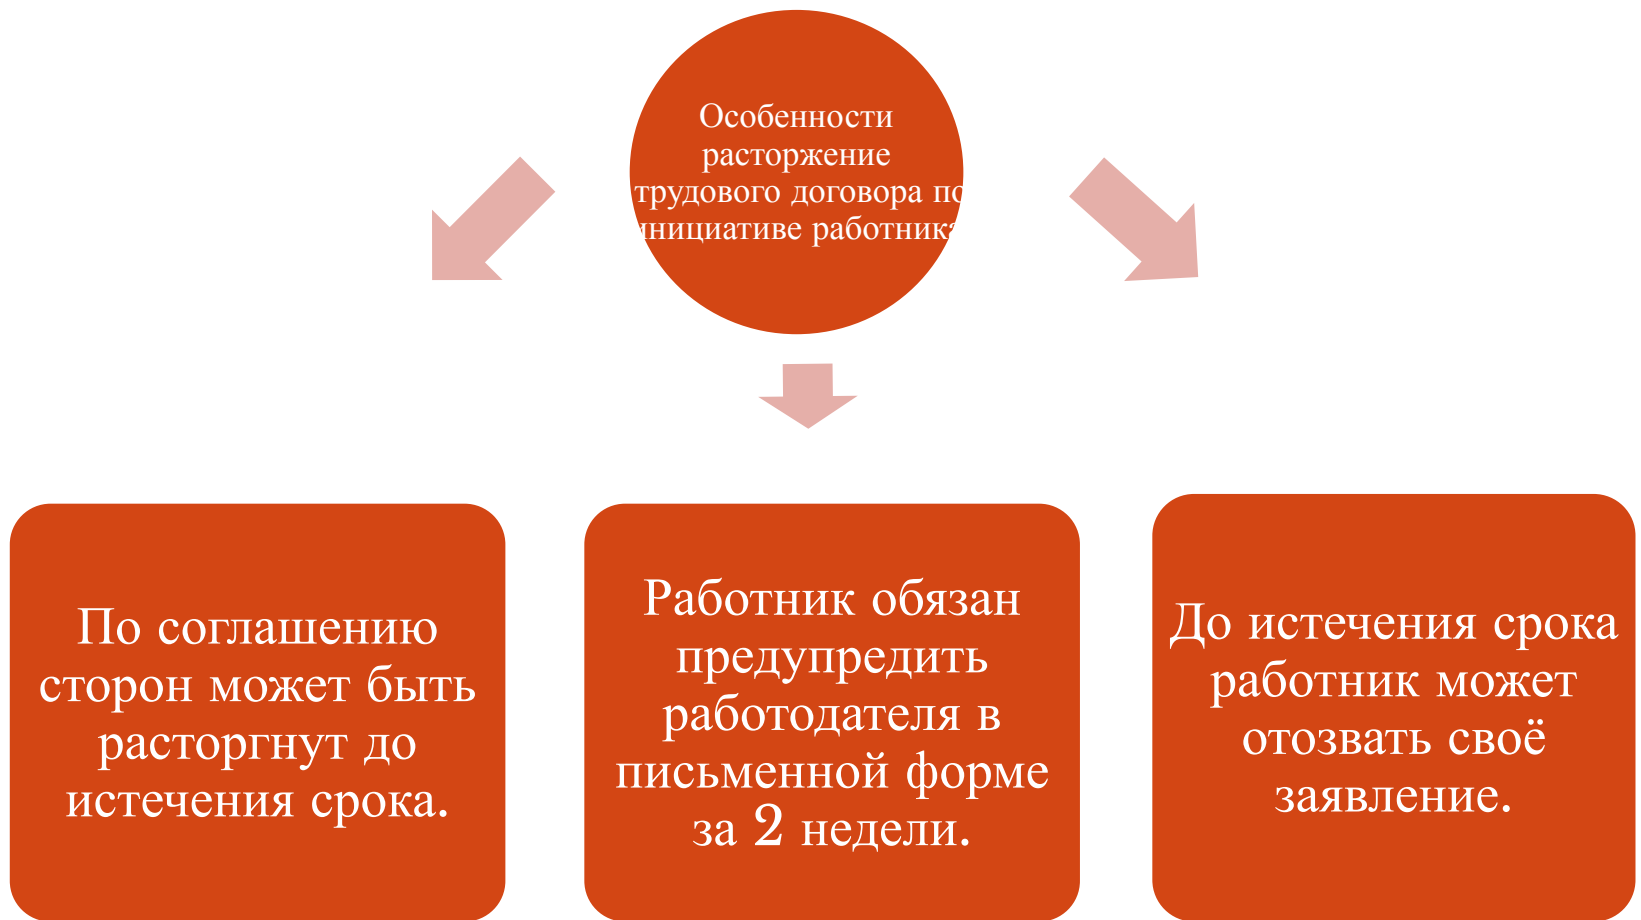 Особенности
расторжение
трудового договора по
инициативе работника
По соглашению
сторон может быть
расторгнут до
истечения срока.
Работник обязан
предупредить
работодателя в
письменной форме
за 2 недели.
До истечения срока
работник может
отозвать своё
заявление.